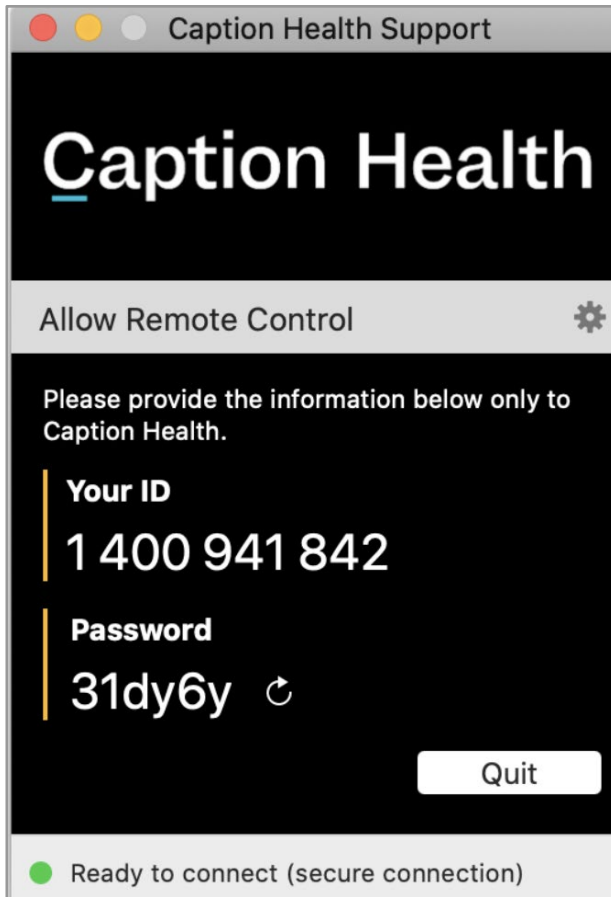 Caption Health Support
Caption Health
Allow Remote Control
Please provide the information below only to
Caption Health.
Your ID
1 400 941 842
Password
31dy6y
Quit
Ready to connect (secure connection)